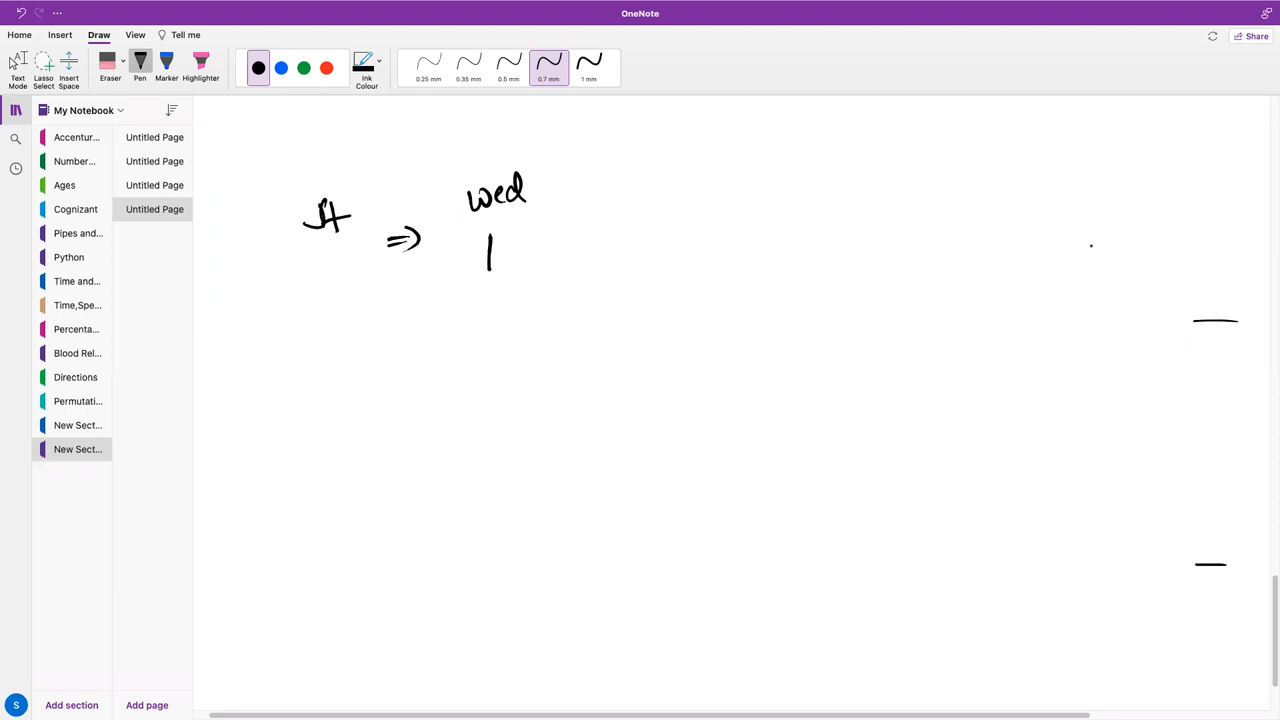 OneNote
Home Insert Draw View Tell me
Share
Text Mode
Lasso Select
Insert Space
Eraser
Pen
Marker
Highlighter
Ink Colour
0.25 mm
0.35 mm
0.5 mm
0.7 mm
1 mm
My Notebook
Accentur...
Number...
Ages
Cognizant
Pipes and...
Python
Time and...
Time,Spe...
Percenta...
Blood Rel...
Directions
Permutati...
New Sect...
New Sect...
Untitled Page
Untitled Page
Untitled Page
Untitled Page
wed
⇒ 1
S
Add section
Add page